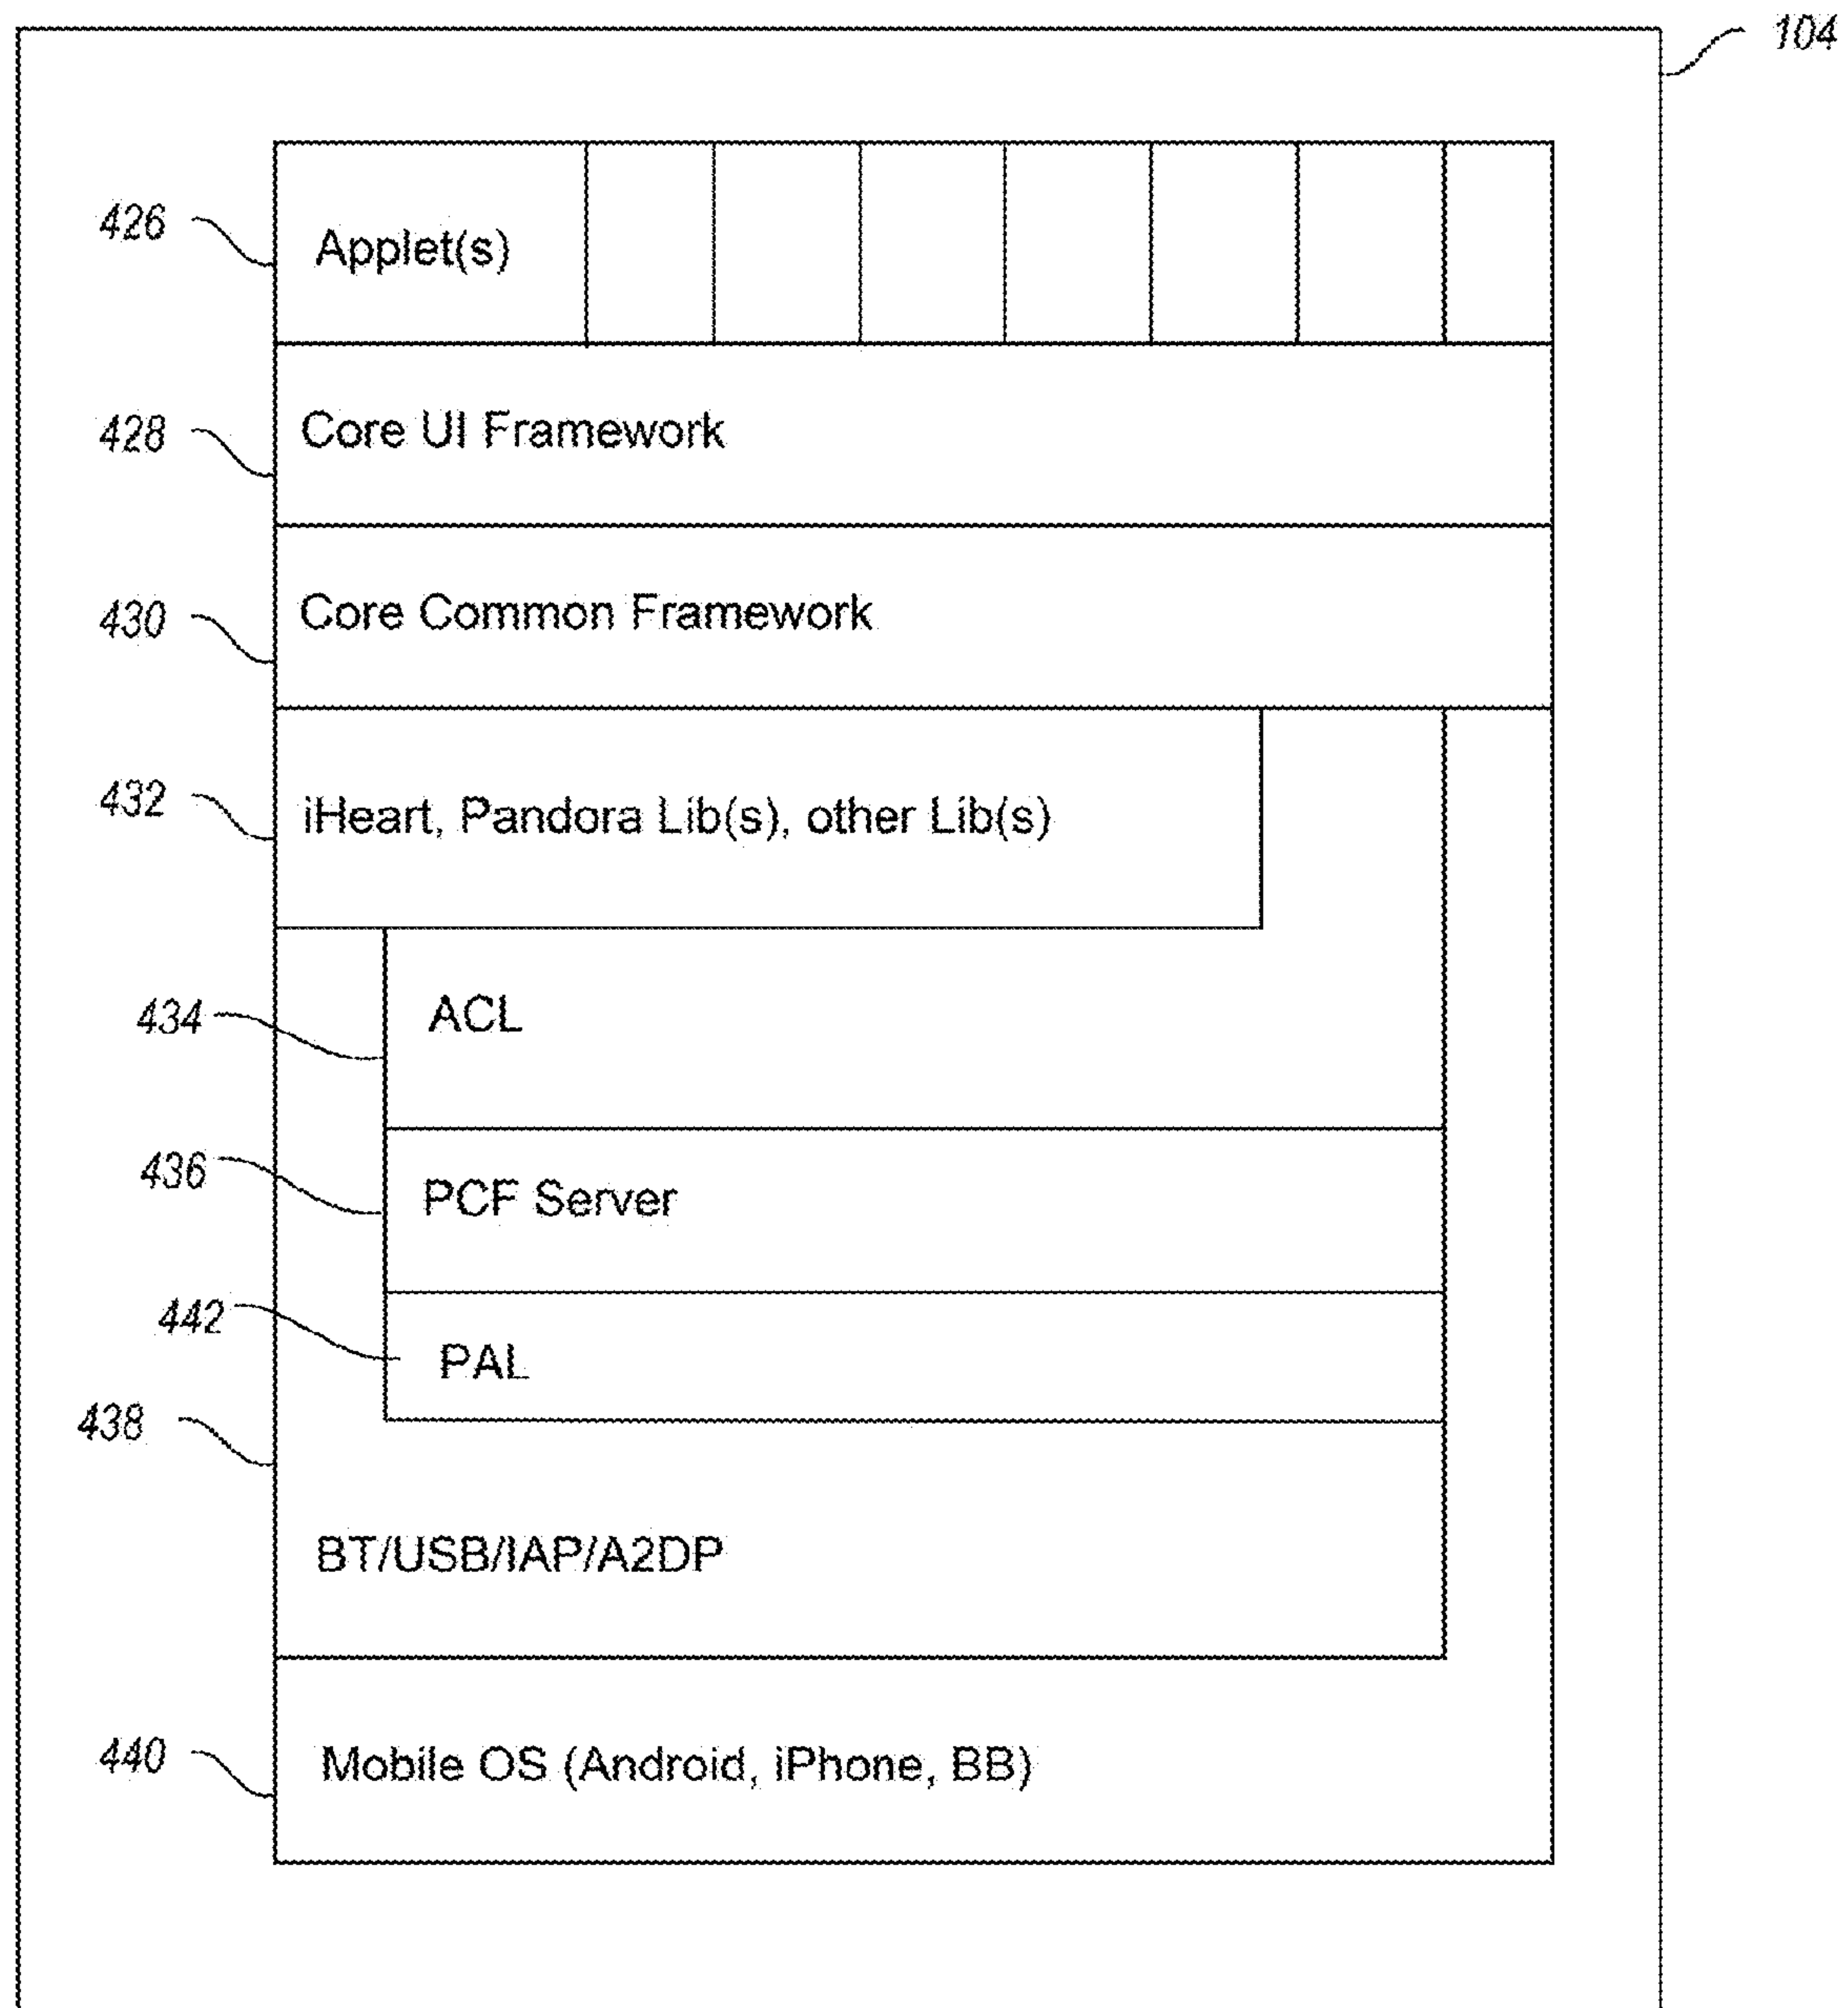 104
426
Applet(s)
428
Core UI Framework
430
Core Common Framework
432
iHeart, Pandora Lib(s), other Lib(s)
434
ACL
436
PCF Server
442
PAL
438
BT/USB/IAP/A2DP
440
Mobile OS (Android, iPhone, BB)